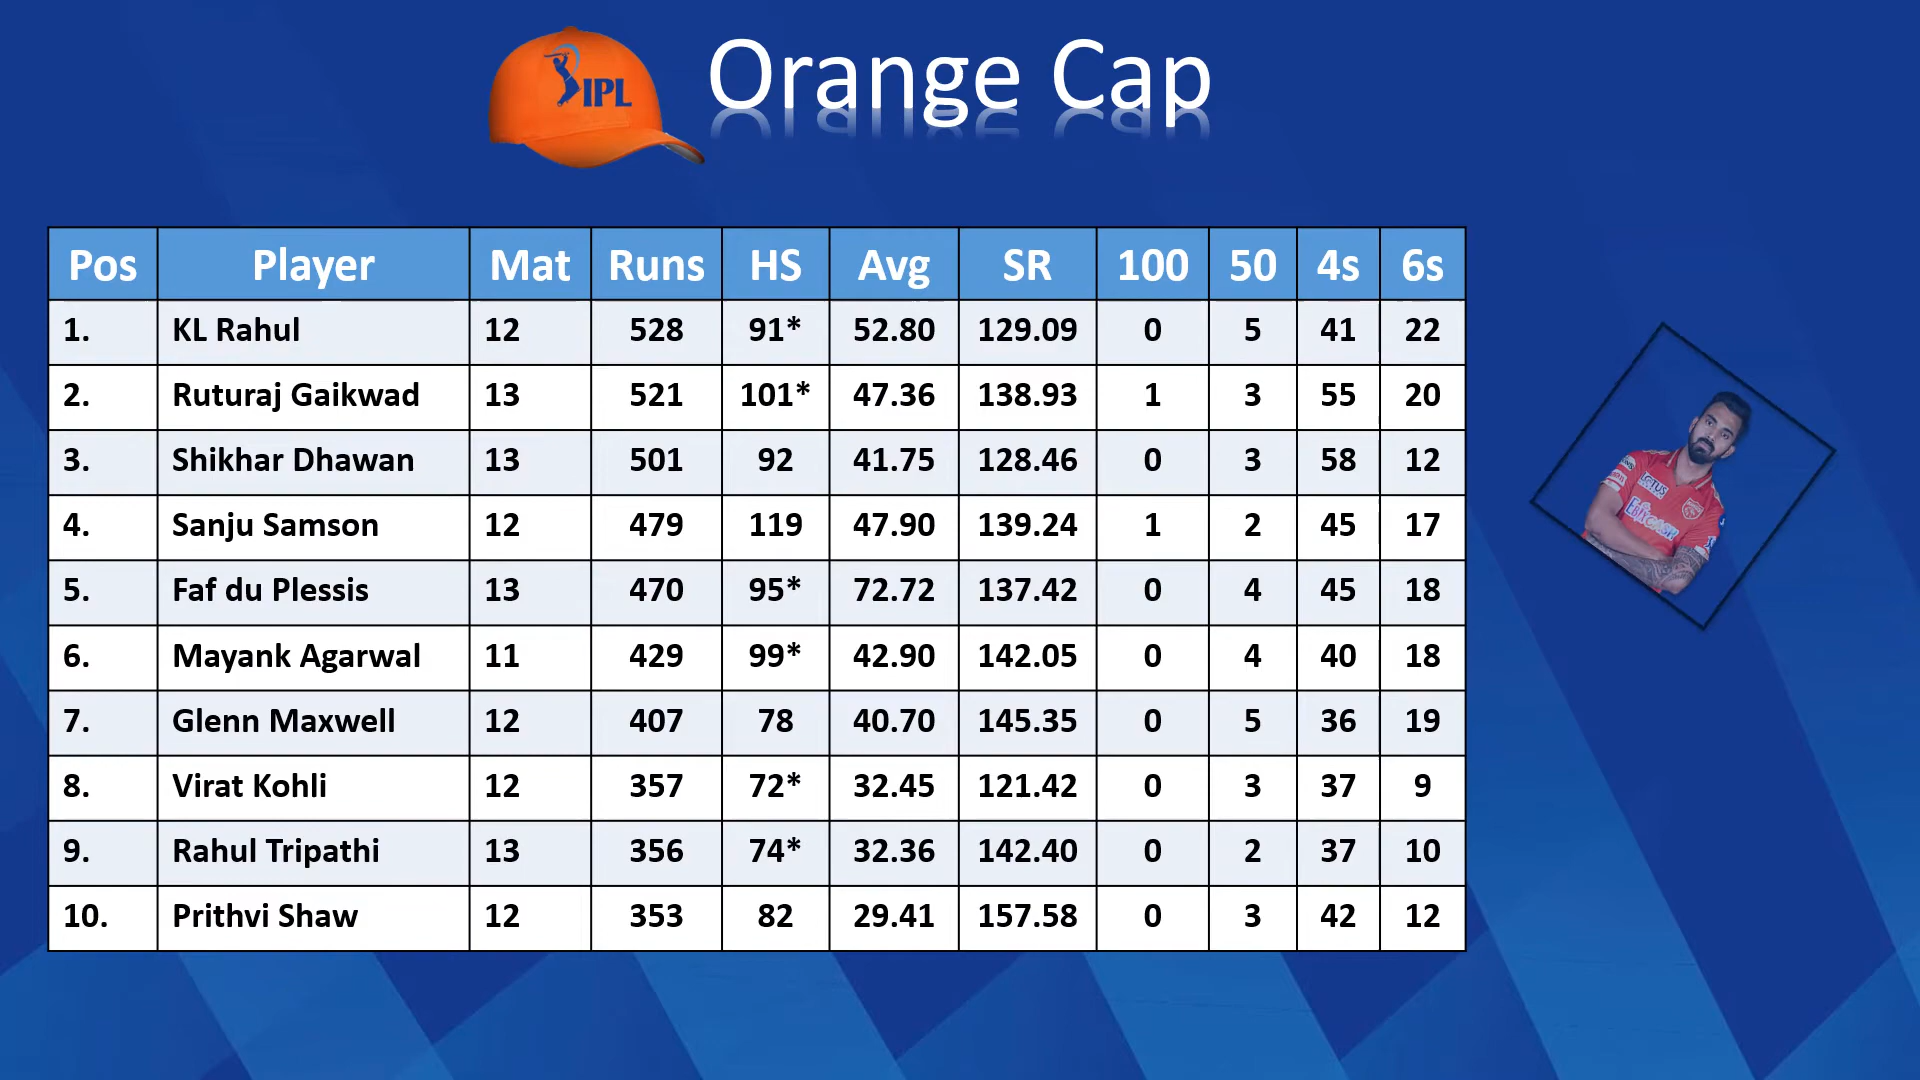 IPL
Orange Cap
Pos Player Mat Runs HS Avg SR 100 50 4s 6s
1. KL Rahul 12 528 91* 52.80 129.09 0 5 41 22
2. Ruturaj Gaikwad 13 521 101* 47.36 138.93 1 3 55 20
3. Shikhar Dhawan 13 501 92 41.75 128.46 0 3 58 12
4. Sanju Samson 12 479 119 47.90 139.24 1 2 45 17
5. Faf du Plessis 13 470 95* 72.72 137.42 0 4 45 18
6. Mayank Agarwal 11 429 99* 42.90 142.05 0 4 40 18
7. Glenn Maxwell 12 407 78 40.70 145.35 0 5 36 19
8. Virat Kohli 12 357 72* 32.45 121.42 0 3 37 9
9. Rahul Tripathi 13 356 74* 32.36 142.40 0 2 37 10
10. Prithvi Shaw 12 353 82 29.41 157.58 0 3 42 12
LOTUS
EBIXCASH